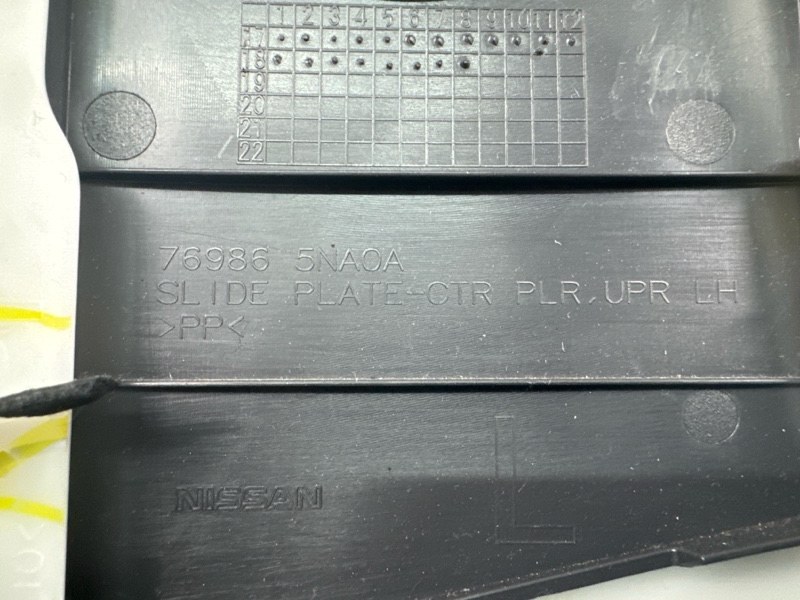 1 2 3 4 5 6 7 8 9 10 11 12
17
18
19
20
21
22
76986 5NA0A
SLIDE PLATE-CTR PLR,UPR LH
>PP<
L
NISSAN